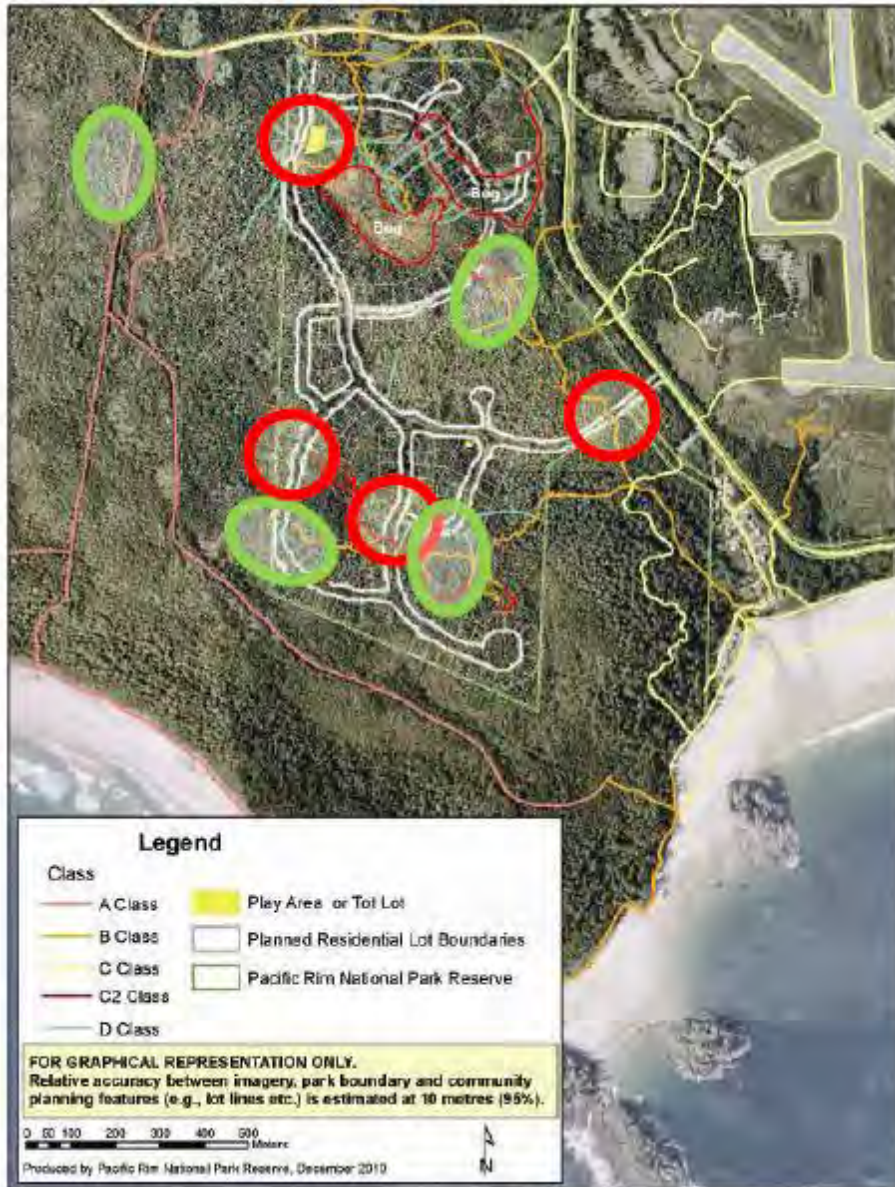 Bog
Bog
Legend
Class
A Class
B Class
C Class
C2 Class
D Class
Play Area or Tot Lot
Planned Residential Lot Boundaries
Pacific Rim National Park Reserve
FOR GRAPHICAL REPRESENTATION ONLY.
Relative accuracy between imagery, park boundary and community
planning features (e.g., lot lines etc.) is estimated at 10 metres (95%).
0 50 100 200 300 400 500
Meters
N
Produced by Pacific Rim National Park Reserve, December 2010